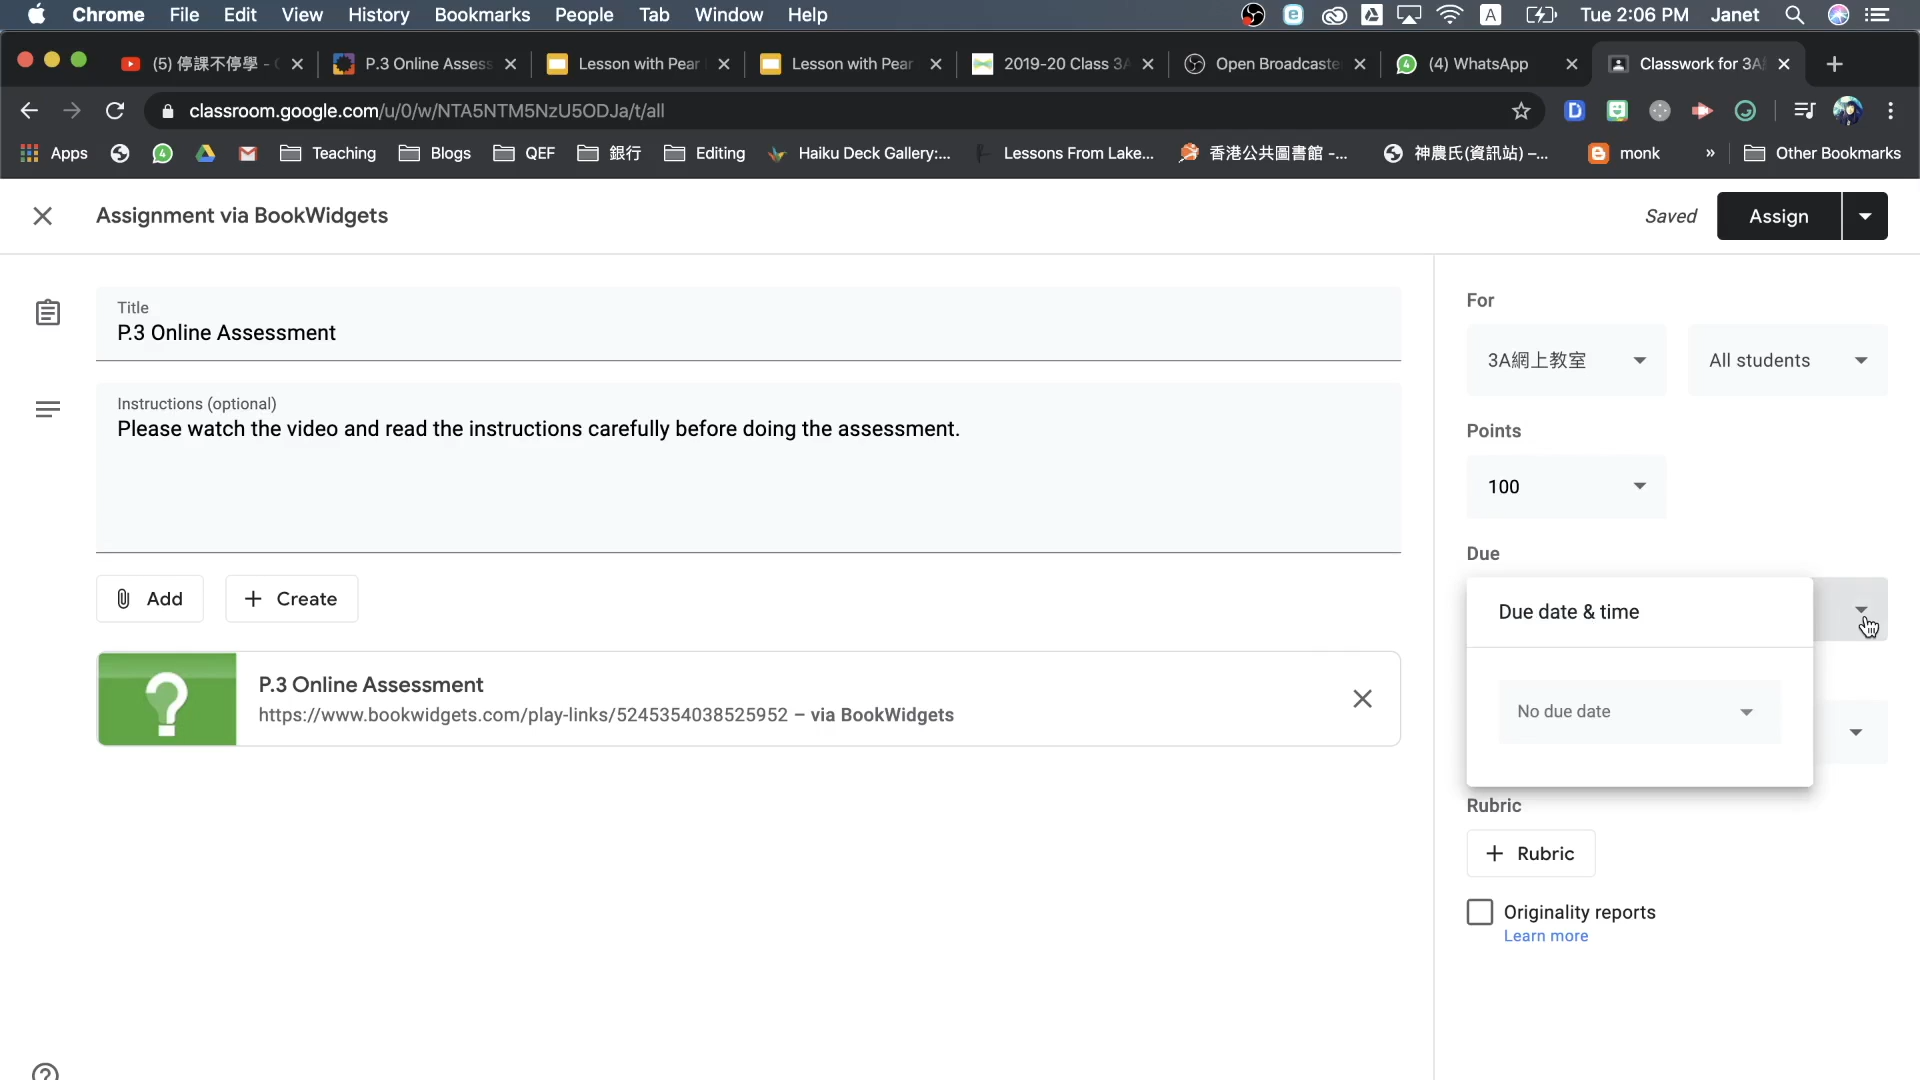 Chrome File Edit View History Bookmarks People Tab Window Help
A Tue 2:06 PM Janet
(5) 停課不停學 -
P.3 Online Assess
Lesson with Pear
Lesson with Pear
2019-20 Class 3A
Open Broadcaste
(4) WhatsApp
Classwork for 3A
classroom.google.com/u/0/w/NTA5NTM5NzU5ODJa/t/all
Apps Teaching Blogs QEF 銀行 Editing Haiku Deck Gallery:... Lessons From Lake... 香港公共圖書館 -... 神農氏(資訊站) –... monk » Other Bookmarks
Assignment via BookWidgets
Saved
Assign
Title
P.3 Online Assessment
Instructions (optional)
Please watch the video and read the instructions carefully before doing the assessment.
Add
Create
P.3 Online Assessment
https://www.bookwidgets.com/play-links/5245354038525952 – via BookWidgets
For
3A網上教室
All students
Points
100
Due
Due date & time
No due date
Rubric
Rubric
Originality reports
Learn more